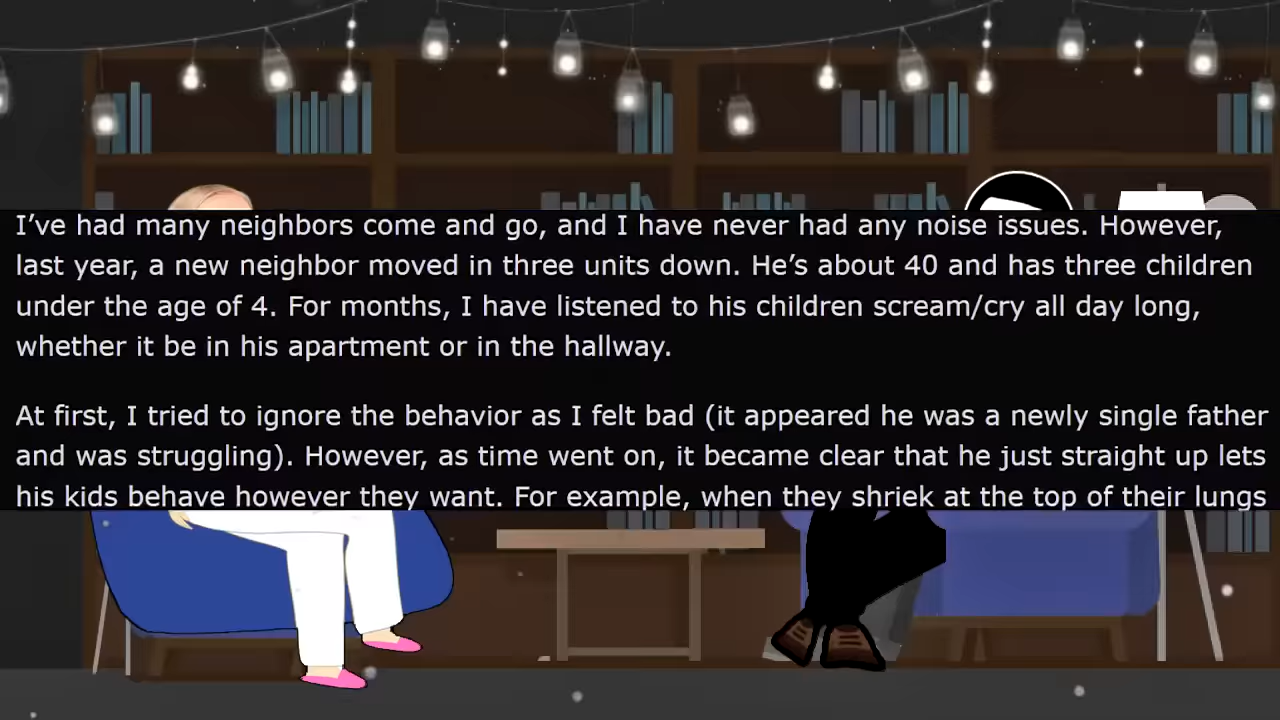 I’ve had many neighbors come and go, and I have never had any noise issues. However,
last year, a new neighbor moved in three units down. He’s about 40 and has three children
under the age of 4. For months, I have listened to his children scream/cry all day long,
whether it be in his apartment or in the hallway.
At first, I tried to ignore the behavior as I felt bad (it appeared he was a newly single father
and was struggling). However, as time went on, it became clear that he just straight up lets
his kids behave however they want. For example, when they shriek at the top of their lungs